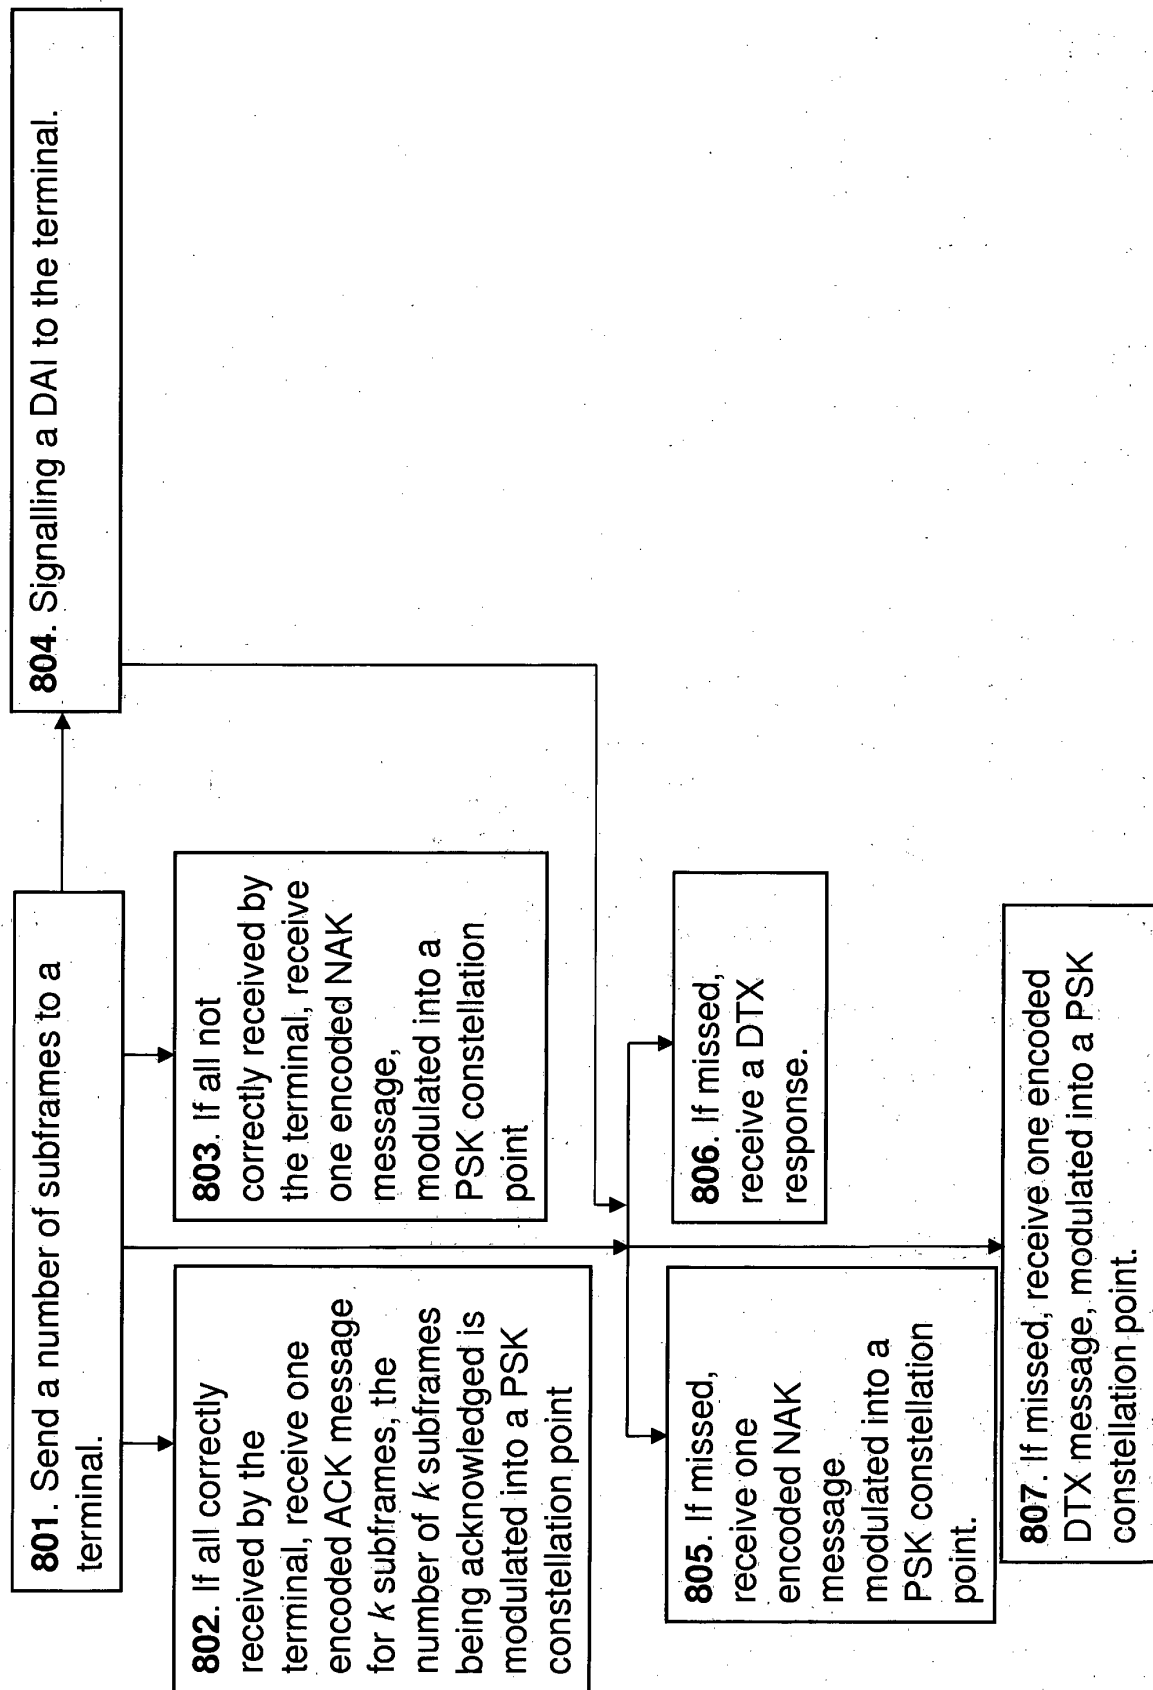 801. Send a number of subframes to a
terminal.
804. Signalling a DAI to the terminal.
802. If all correctly
received by the
terminal, receive one
encoded ACK message
for k subframes, the
number of k subframes
being acknowledged is
modulated into a PSK
constellation point
803. If all not
correctly received by
the terminal, receive
one encoded NAK
message,
modulated into a
PSK constellation
point
805. If missed,
receive one
encoded NAK
message
modulated into a
PSK constellation
point.
806. If missed,
receive a DTX
response.
807. If missed, receive one encoded
DTX message, modulated into a PSK
constellation point.